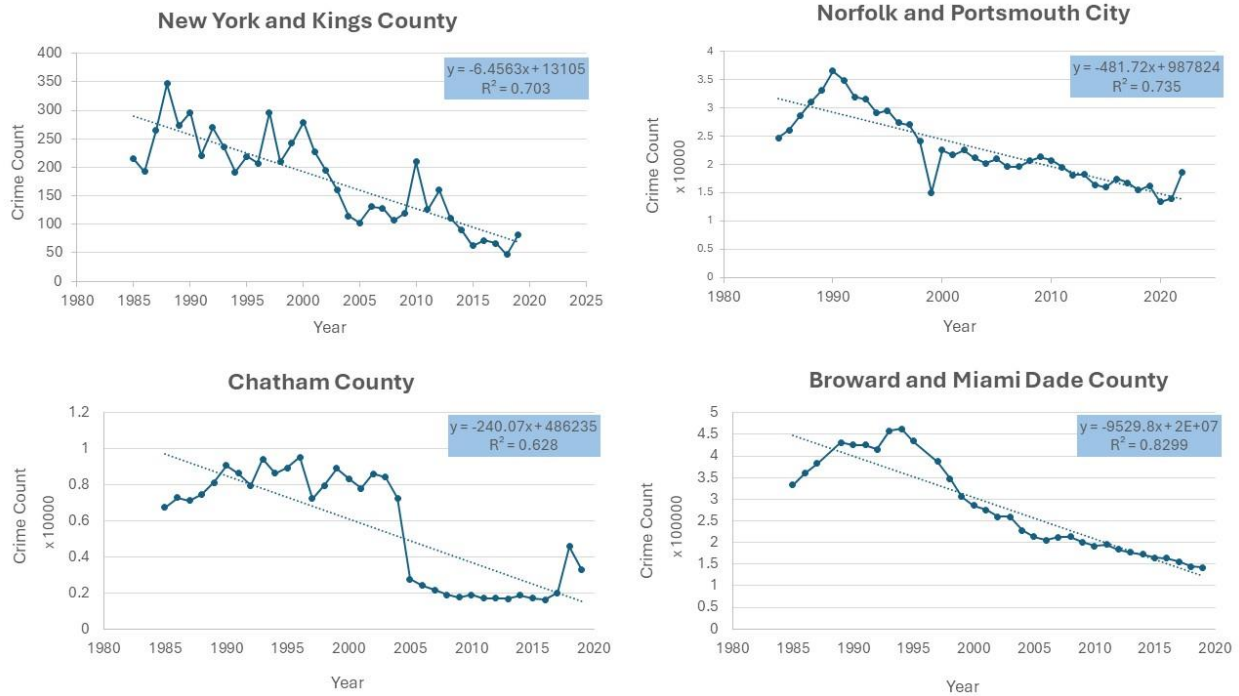 New York and Kings County
400
350
300
250
200
150
100
50
0
Crime Count
y = -6.4563x + 13105
R² = 0.703
1980 1985 1990 1995 2000 2005 2010 2015 2020 2025
Year
Norfolk and Portsmouth City
4
3.5
3
2.5
2
1.5
1
0.5
0
Crime Count
x 10000
y = -481.72x + 987824
R² = 0.735
1980 1990 2000 2010 2020
Year
Chatham County
1.2
1
0.8
0.6
0.4
0.2
0
Crime Count
x 10000
y = -240.07x + 486235
R² = 0.628
1980 1985 1990 1995 2000 2005 2010 2015 2020
Year
Broward and Miami Dade County
5
4.5
4
3.5
3
2.5
2
1.5
1
0.5
0
Crime Count
x 100000
y = -9529.8x + 2E+07
R² = 0.8299
1980 1985 1990 1995 2000 2005 2010 2015 2020
Year